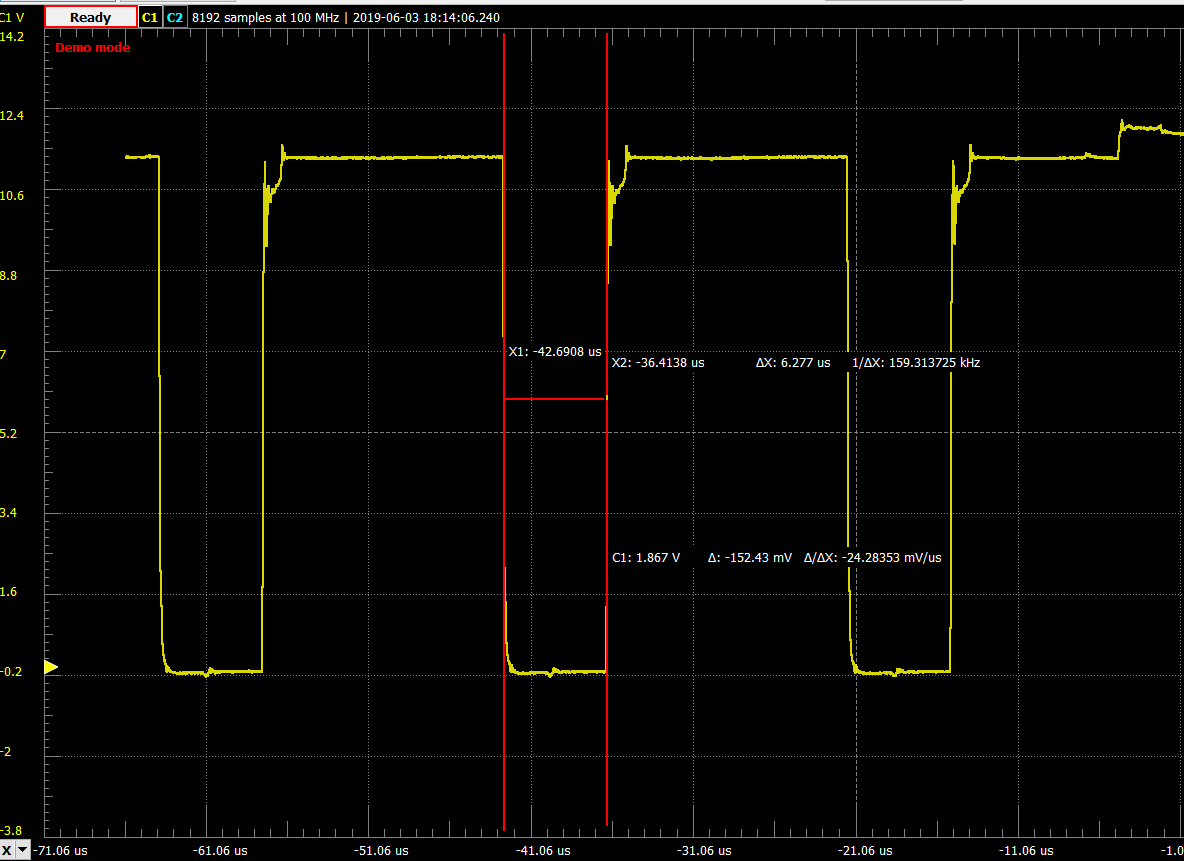 C1 V
Ready C1 C2 8192 samples at 100 MHz | 2019-06-03 18:14:06.240
14.2
Demo mode
12.4
10.6
8.8
7
X1: -42.6908 us
X2: -36.4138 us ΔX: 6.277 us 1/ΔX: 159.313725 kHz
5.2
3.4
C1: 1.867 V Δ: -152.43 mV Δ/ΔX: -24.28353 mV/us
1.6
-0.2
-2
-3.8
X -71.06 us -61.06 us -51.06 us -41.06 us -31.06 us -21.06 us -11.06 us -1.0